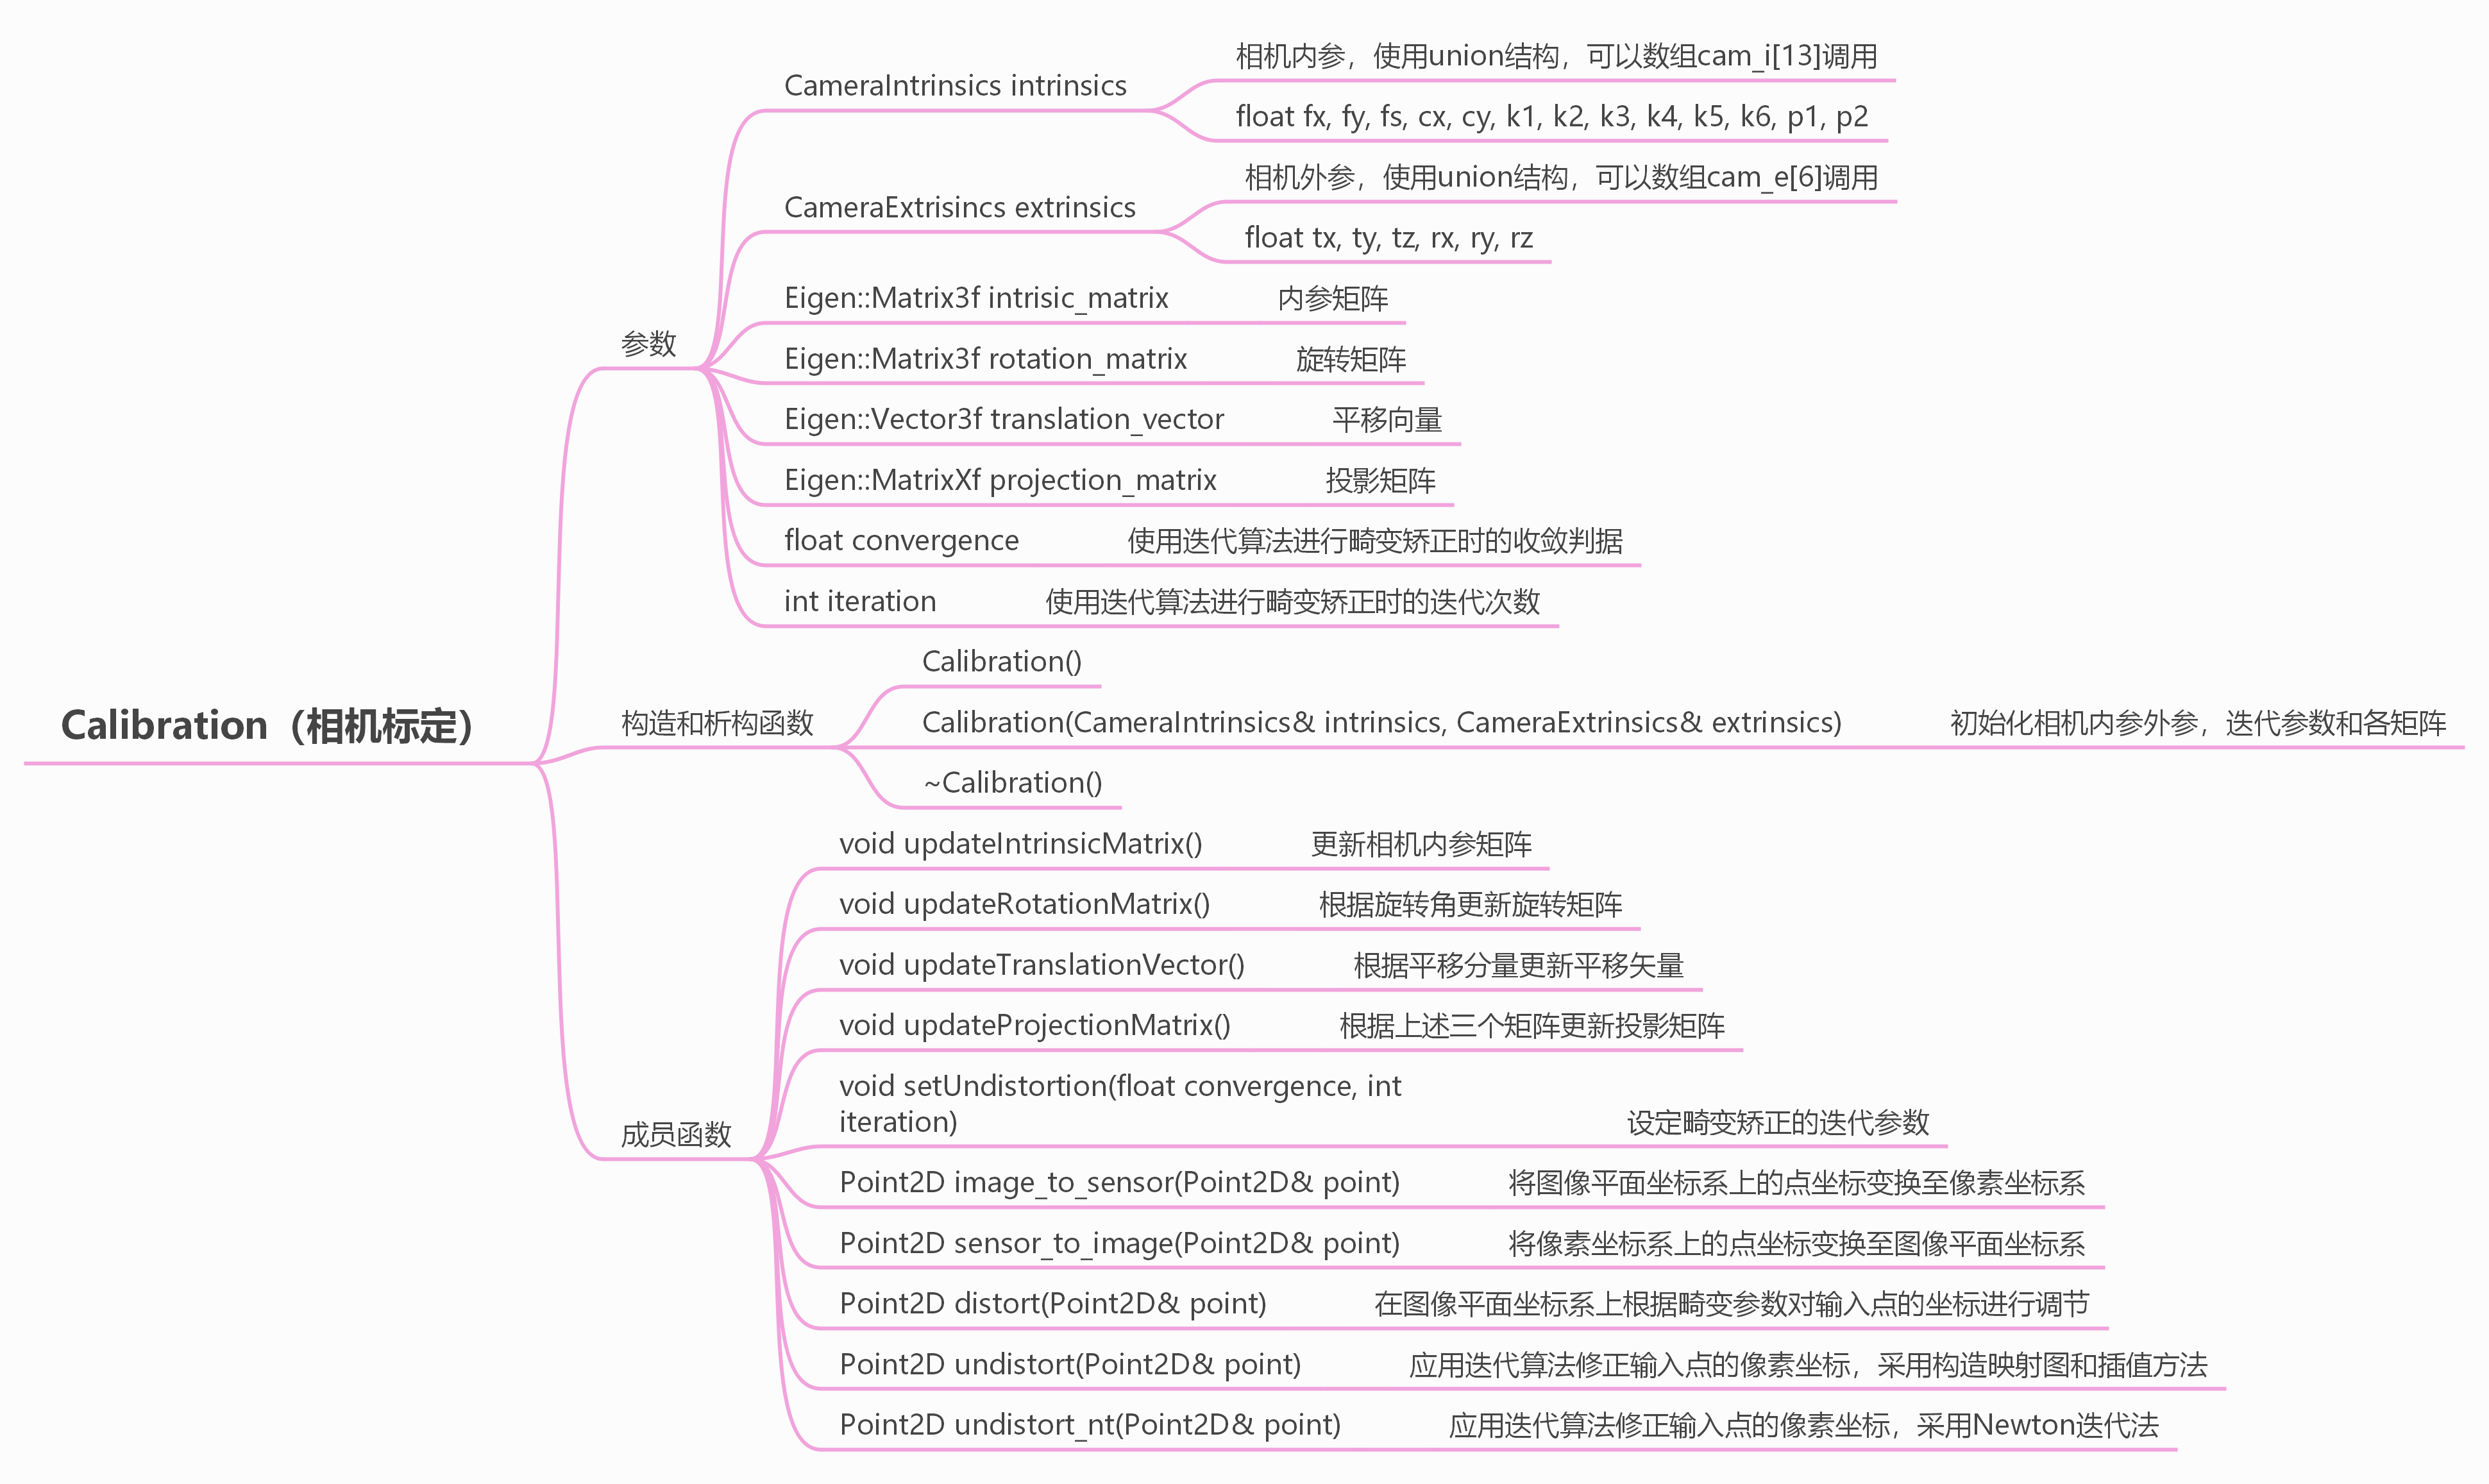 相机内参，使用union结构，可以数组cam_i[13]调用
CameraIntrinsics intrinsics
float fx, fy, fs, cx, cy, k1, k2, k3, k4, k5, k6, p1, p2
相机外参，使用union结构，可以数组cam_e[6]调用
CameraExtrisincs extrinsics
float tx, ty, tz, rx, ry, rz
Eigen::Matrix3f intrisic_matrix 内参矩阵
参数
Eigen::Matrix3f rotation_matrix 旋转矩阵
Eigen::Vector3f translation_vector 平移向量
Eigen::MatrixXf projection_matrix 投影矩阵
float convergence 使用迭代算法进行畸变矫正时的收敛判据
int iteration 使用迭代算法进行畸变矫正时的迭代次数
Calibration()
Calibration（相机标定）
构造和析构函数
Calibration(CameraIntrinsics& intrinsics, CameraExtrinsics& extrinsics) 初始化相机内参外参，迭代参数和各矩阵
~Calibration()
void updateIntrinsicMatrix() 更新相机内参矩阵
void updateRotationMatrix() 根据旋转角更新旋转矩阵
void updateTranslationVector() 根据平移分量更新平移矢量
void updateProjectionMatrix() 根据上述三个矩阵更新投影矩阵
void setUndistortion(float convergence, int
iteration) 设定畸变矫正的迭代参数
成员函数
Point2D image_to_sensor(Point2D& point) 将图像平面坐标系上的点坐标变换至像素坐标系
Point2D sensor_to_image(Point2D& point) 将像素坐标系上的点坐标变换至图像平面坐标系
Point2D distort(Point2D& point) 在图像平面坐标系上根据畸变参数对输入点的坐标进行调节
Point2D undistort(Point2D& point) 应用迭代算法修正输入点的像素坐标，采用构造映射图和插值方法
Point2D undistort_nt(Point2D& point) 应用迭代算法修正输入点的像素坐标，采用Newton迭代法